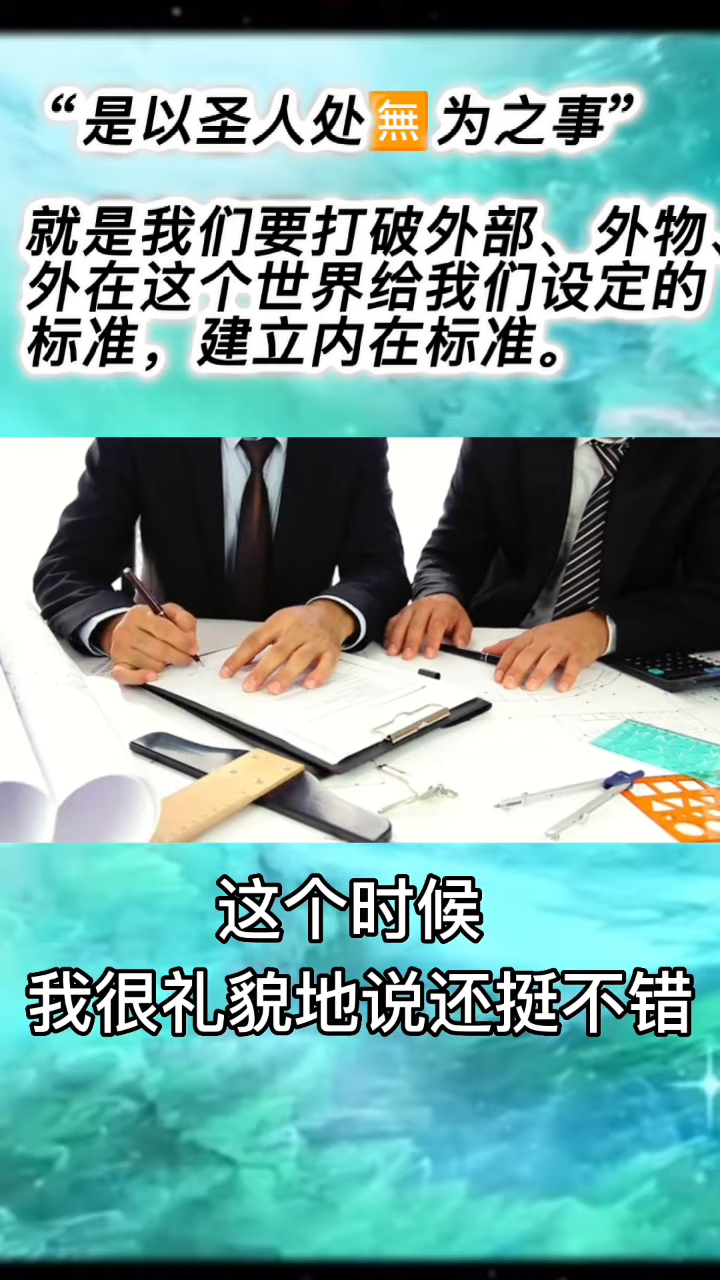 “是以圣人处🈚为之事”
就是我们要打破外部、外物、
外在这个世界给我们设定的
标准，建立内在标准。
这个时候
我很礼貌地说还挺不错